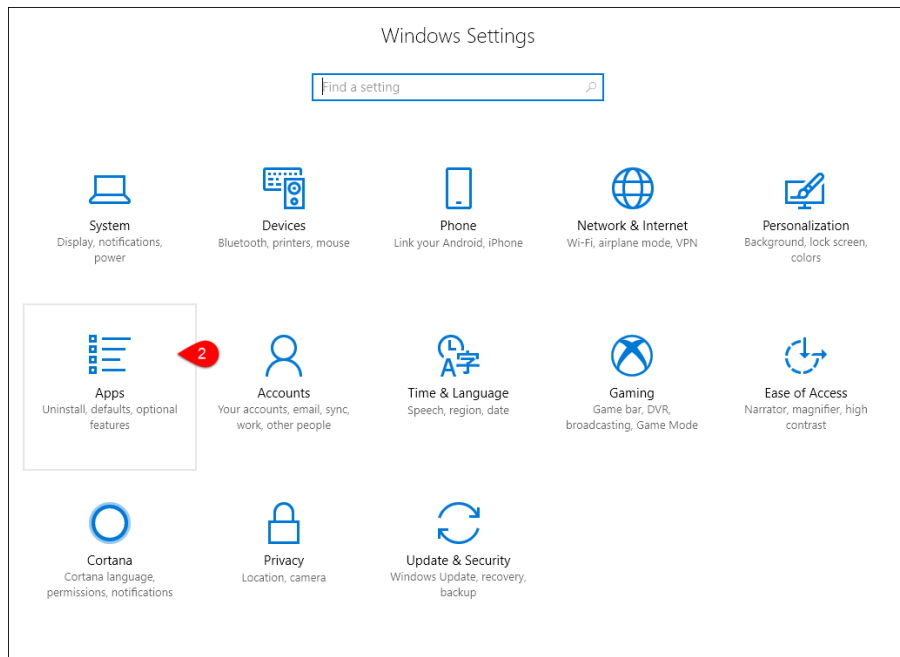 Windows Settings
Find a setting
System
Display, notifications,
power
Devices
Bluetooth, printers, mouse
Phone
Link your Android, iPhone
Network & Internet
Wi-Fi, airplane mode, VPN
Personalization
Background, lock screen,
colors
2
Apps
Uninstall, defaults, optional
features
Accounts
Your accounts, email, sync,
work, other people
A字
Time & Language
Speech, region, date
Gaming
Game bar, DVR,
broadcasting, Game Mode
Ease of Access
Narrator, magnifier, high
contrast
Cortana
Cortana language,
permissions, notifications
Privacy
Location, camera
Update & Security
Windows Update, recovery,
backup